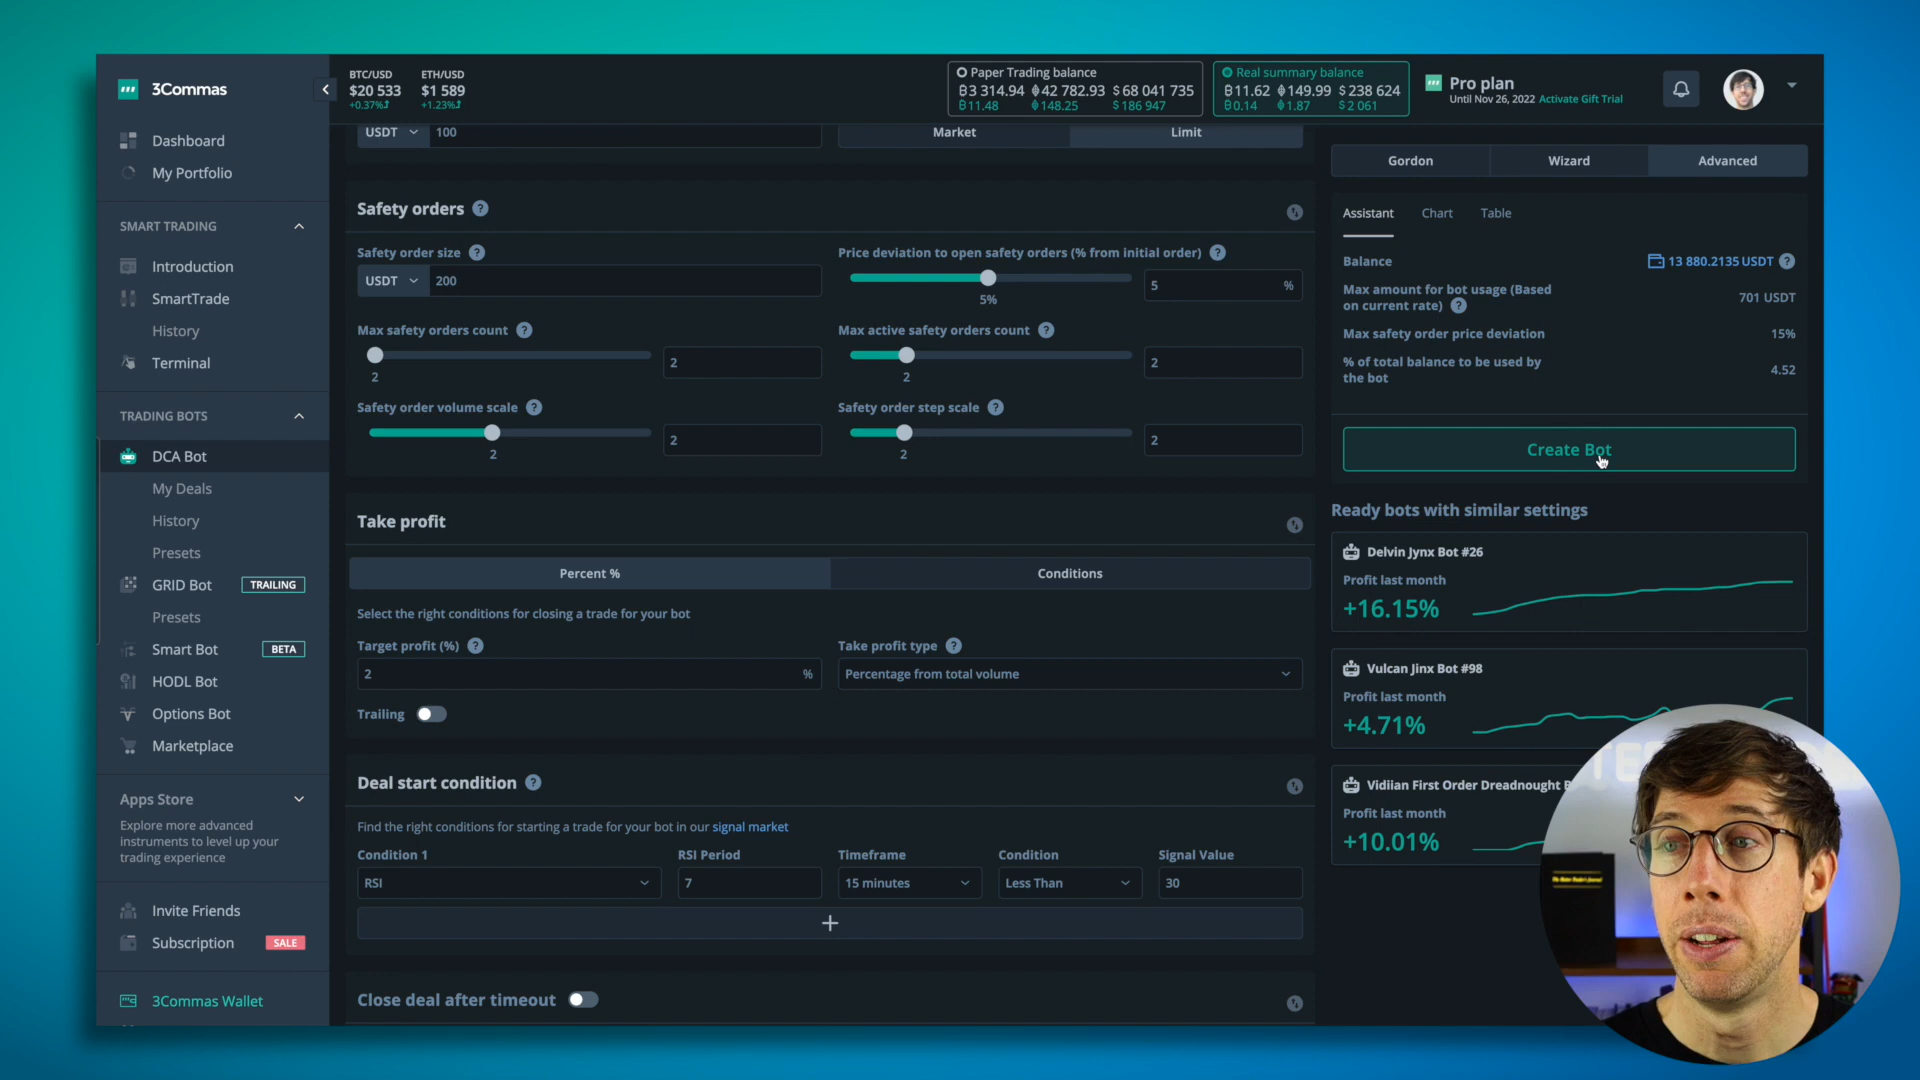 3Commas
BTC/USD
$20 533
+0.37%
ETH/USD
$1 589
+1.23%
Paper Trading balance
3 314.94 42 782.93 $ 68 041 735
11.48 148.25 $ 186 947
Real summary balance
11.62 149.99 $ 238 624
0.14 1.87 $ 2 061
Pro plan
Until Nov 26, 2022 Activate Gift Trial
Dashboard
My Portfolio
SMART TRADING
Introduction
SmartTrade
History
Terminal
TRADING BOTS
DCA Bot
My Deals
History
Presets
GRID Bot TRAILING
Presets
Smart Bot BETA
HODL Bot
Options Bot
Marketplace
Apps Store
Explore more advanced
instruments to level up your
trading experience
Invite Friends
Subscription SALE
3Commas Wallet
USDT 100
Market Limit
Safety orders ?
Safety order size ?
USDT 200
Price deviation to open safety orders (% from initial order) ?
5%
5 %
Max safety orders count ?
2
2
Max active safety orders count ?
2
2
Safety order volume scale ?
2
2
Safety order step scale ?
2
2
Take profit
Percent % Conditions
Select the right conditions for closing a trade for your bot
Target profit (%) ?
2 %
Take profit type ?
Percentage from total volume
Trailing
Deal start condition ?
Find the right conditions for starting a trade for your bot in our signal market
Condition 1 RSI Period Timeframe Condition Signal Value
RSI 7 15 minutes Less Than 30
+
Close deal after timeout
Gordon Wizard Advanced
Assistant Chart Table
Balance 13 880.2135 USDT ?
Max amount for bot usage (Based
on current rate) ? 701 USDT
Max safety order price deviation 15%
% of total balance to be used by
the bot 4.52
Create Bot
Ready bots with similar settings
Delvin Jynx Bot #26
Profit last month
+16.15%
Vulcan Jinx Bot #98
Profit last month
+4.71%
Vidiian First Order Dreadnought
Profit last month
+10.01%